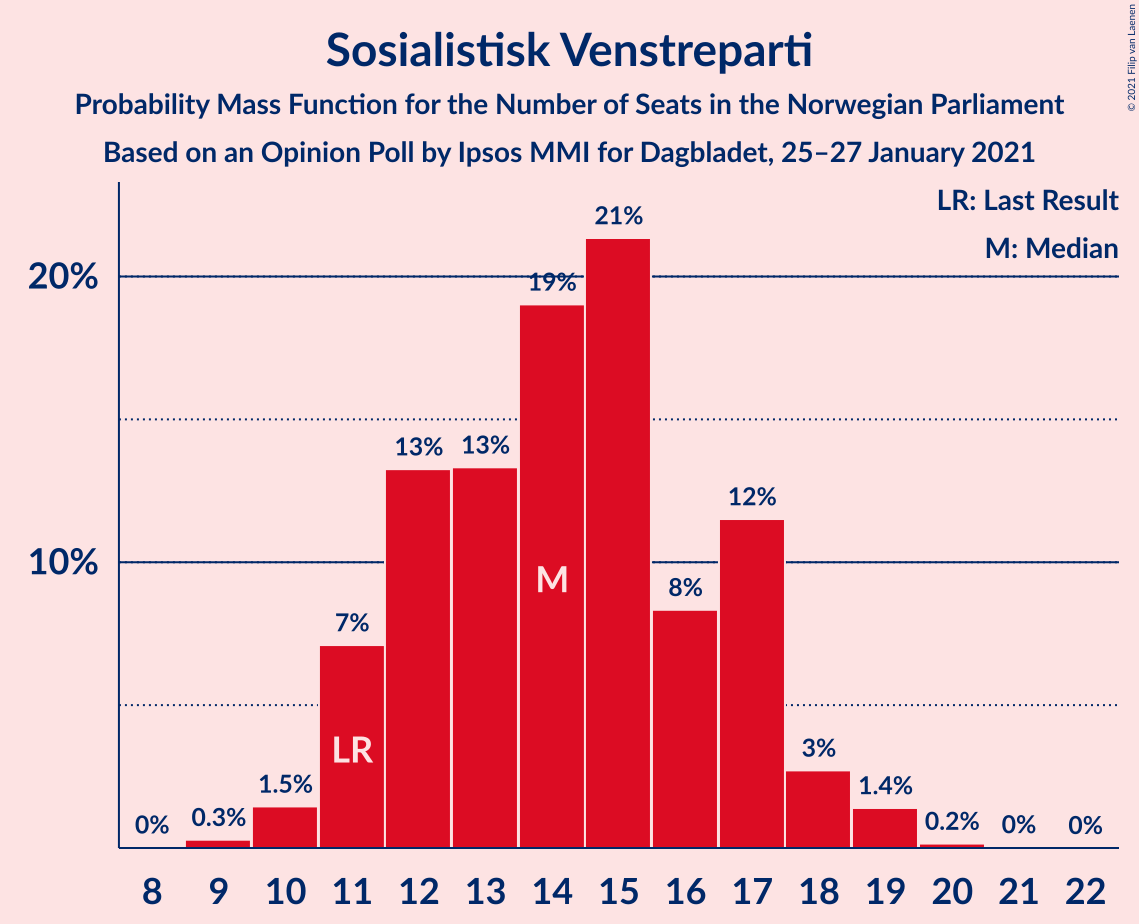 Sosialistisk Venstreparti
Probability Mass Function for the Number of Seats in the Norwegian Parliament
Based on an Opinion Poll by Ipsos MMI for Dagbladet, 25–27 January 2021
© 2021 Filip van Laenen
LR: Last Result
M: Median
20%
10%
0%
0.3%
1.5%
7%
13%
13%
19%
21%
8%
12%
3%
1.4%
0.2%
0%
0%
LR
M
8 9 10 11 12 13 14 15 16 17 18 19 20 21 22